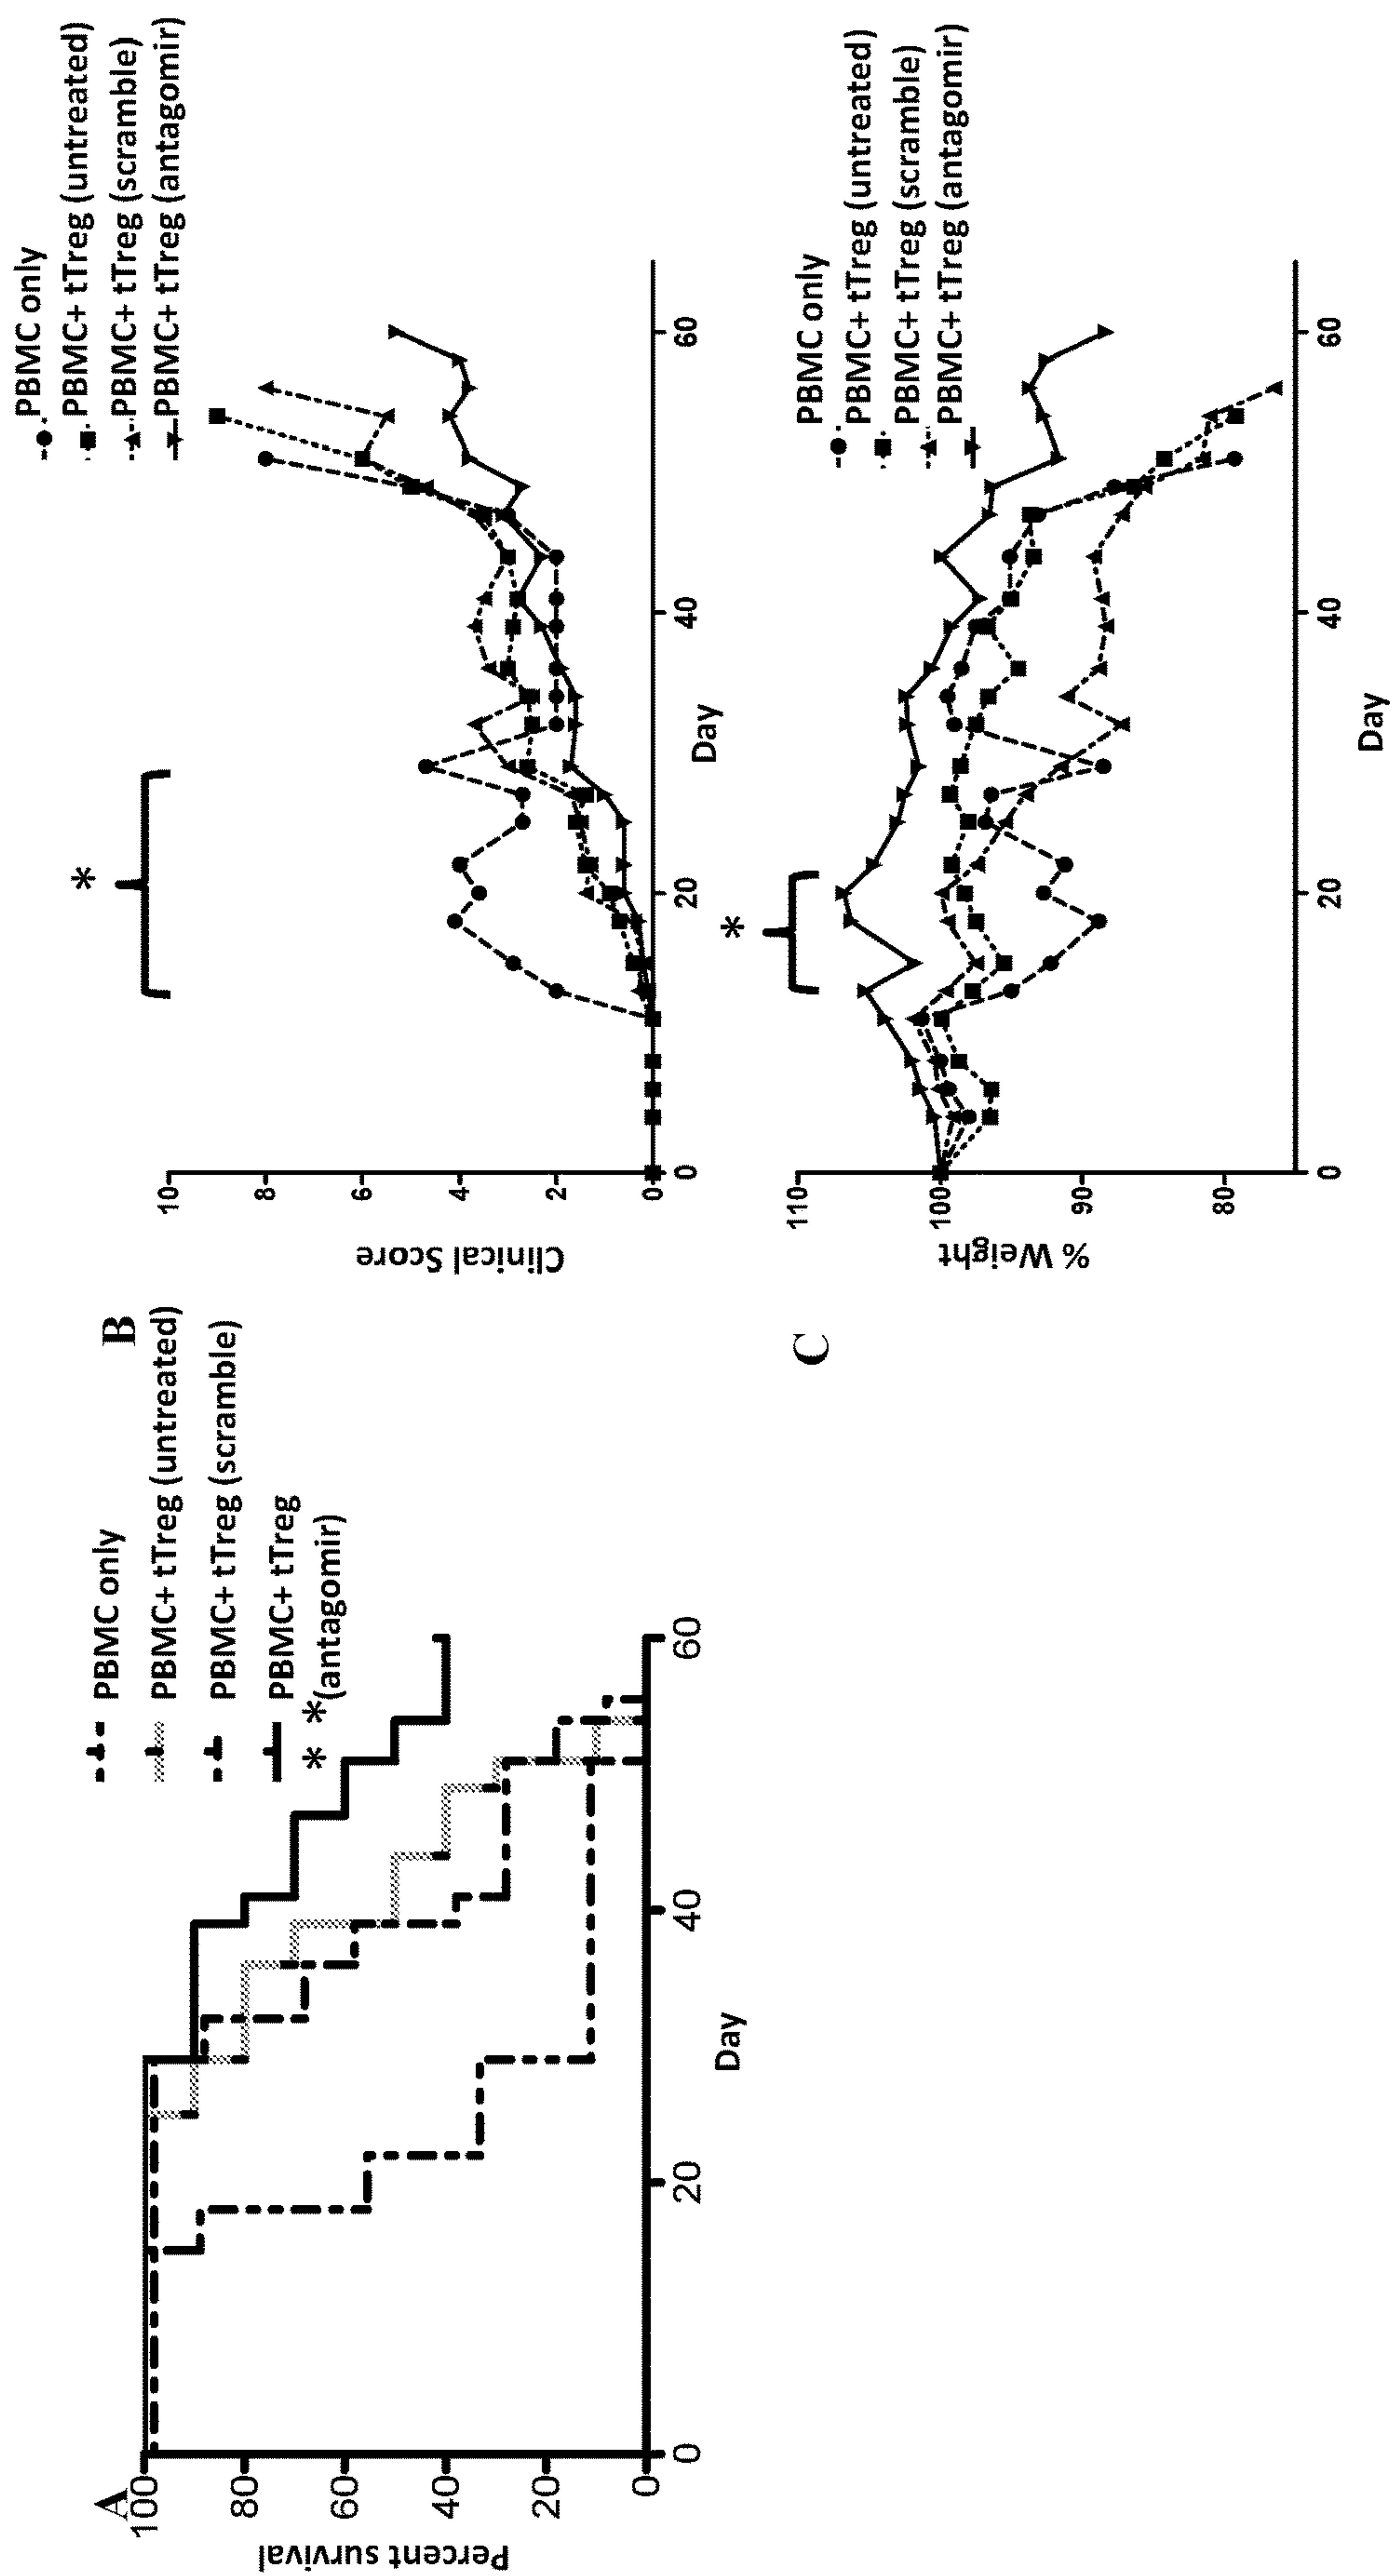 A
Percent survival
100
80
60
40
20
0
0
20
40
60
Day
PBMC only
PBMC+ tTreg (untreated)
PBMC+ tTreg (scramble)
PBMC+ tTreg
(antagomir)
* *
B
Clinical Score
10
8
6
4
2
0
0
20
40
60
Day
*
PBMC only
PBMC+ tTreg (untreated)
PBMC+ tTreg (scramble)
PBMC+ tTreg (antagomir)
C
% Weight
110
100
90
80
0
20
40
60
Day
*
PBMC only
PBMC+ tTreg (untreated)
PBMC+ tTreg (scramble)
PBMC+ tTreg (antagomir)